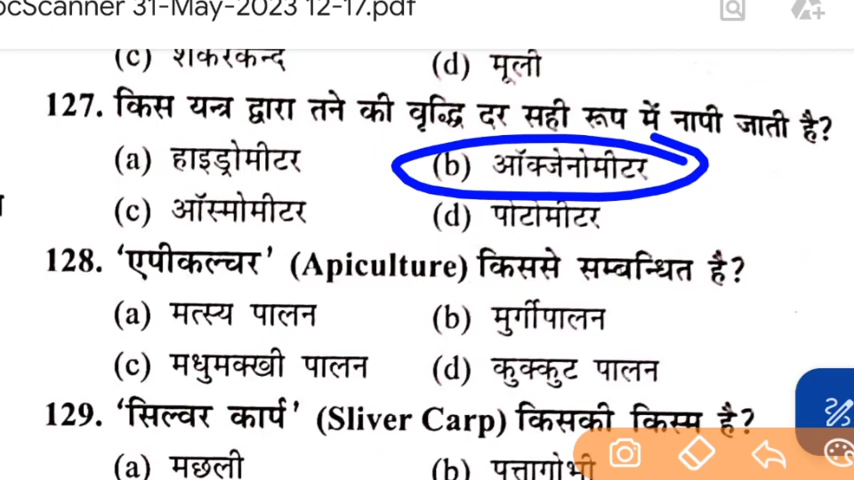 ocScanner 31-May-2023 12-17.pdf
(c) शकरकन्द (d) मूली
127. किस यन्त्र द्वारा तने की वृद्धि दर सही रूप में नापी जाती है?
(a) हाइड्रोमीटर (b) ऑक्जेनोमीटर
(c) ऑस्मोमीटर (d) पोटोमीटर
128. ‘एपीकल्चर’ (Apiculture) किससे सम्बन्धित है?
(a) मत्स्य पालन (b) मुर्गीपालन
(c) मधुमक्खी पालन (d) कुक्कुट पालन
129. ‘सिल्वर कार्प’ (Sliver Carp) किसकी किस्म है?
(a) मछली (b) पत्तागोभी